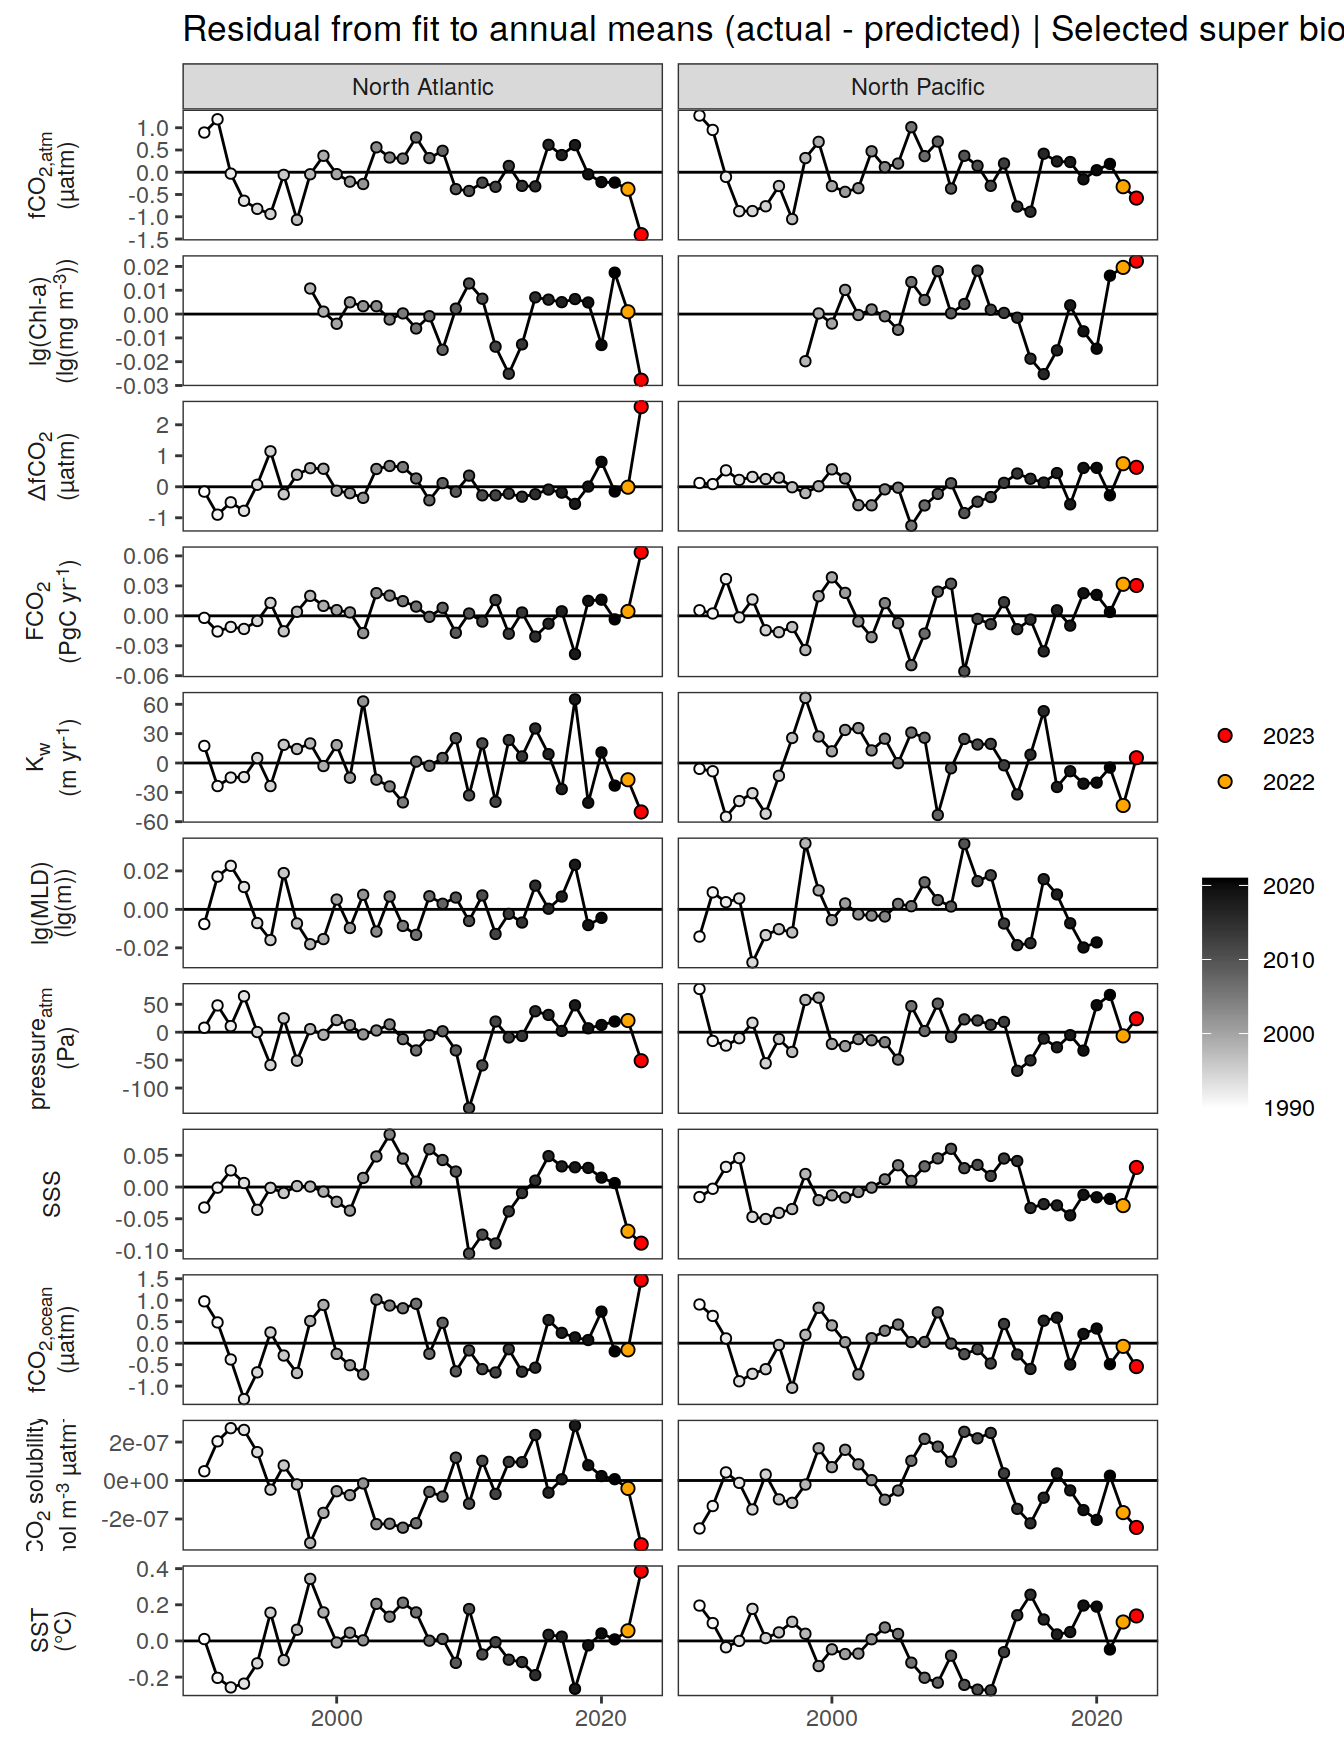 Residual from fit to annual means (actual - predicted) | Selected super bio
North Atlantic
North Pacific
fCO2,atm
(µatm)
1.0
0.5
0.0
-0.5
-1.0
-1.5
lg(Chl-a)
(lg(mg m-3))
0.02
0.01
0.00
-0.01
-0.02
-0.03
ΔfCO2
(µatm)
2
1
0
-1
FCO2
(PgC yr-1)
0.06
0.03
0.00
-0.03
-0.06
Kw
(m yr-1)
60
30
0
-30
-60
lg(MLD)
(lg(m))
0.02
0.00
-0.02
pressureatm
(Pa)
50
0
-50
-100
SSS
0.05
0.00
-0.05
-0.10
fCO2,ocean
(µatm)
1.5
1.0
0.5
0.0
-0.5
-1.0
CO2 solubility
nol m-3 µatm-
2e-07
0e+00
-2e-07
SST
(°C)
0.4
0.2
0.0
-0.2
2000
2020
2000
2020
2023
2022
2020
2010
2000
1990